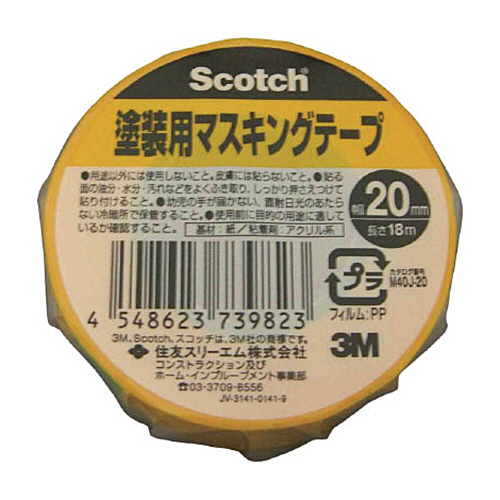 Scotch®
塗装用マスキングテープ
●用途以外には使用しないこと。皮膚には貼らないこと。●貼る
面の油分・水分・汚れなどをよくふき取り、しっかり押さえつけて
貼り付けること。●幼児の手が届かない、直射日光のあたら
ない冷暗所で保管すること。●使用前に目的の用途に適して
いるか確認すること。
基材:紙/粘着剤:アクリル系
幅20mm
長さ18m
プラ
カタログ番号
M40J-20
フィルム:PP
4 548623 739823
3M、Scotch、スコッチは、3M社の商標です。
住友スリーエム株式会社
コンストラクション及び
ホーム・インプルーブメント事業部
☎03-3709-8556
JV-3141-0141-9
3M